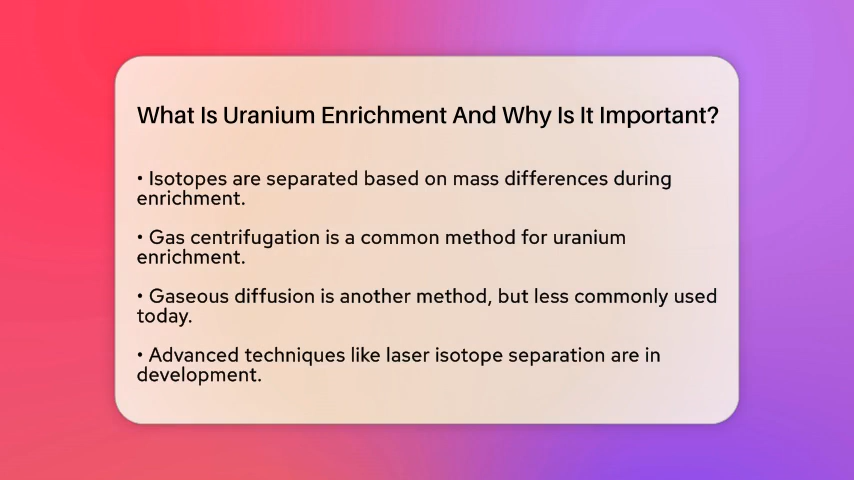 What Is Uranium Enrichment And Why Is It Important?
• Isotopes are separated based on mass differences during
enrichment.
• Gas centrifugation is a common method for uranium
enrichment.
• Gaseous diffusion is another method, but less commonly used
today.
• Advanced techniques like laser isotope separation are in
development.